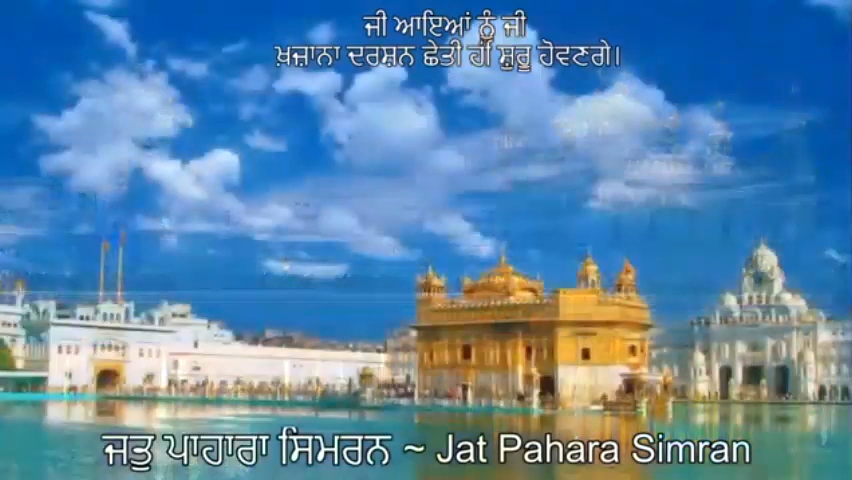 ਜੀ ਆਇਆਂ ਨੂੰ ਜੀ
ਖ਼ਜ਼ਾਨਾ ਦਰਸ਼ਨ ਛੇਤੀ ਹੀ ਸ਼ੁਰੂ ਹੋਵਣਗੇ।
ਜਤੁ ਪਾਹਾਰਾ ਸਿਮਰਨ ~ Jat Pahara Simran